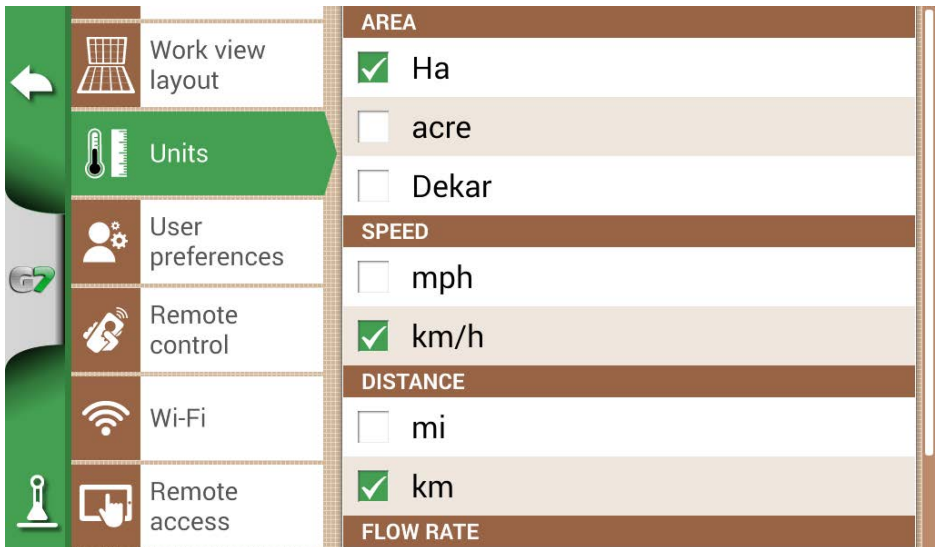 Work view
layout
Units
User
preferences
Remote
control
Wi-Fi
Remote
access
G7
AREA
Ha
acre
Dekar
SPEED
mph
km/h
DISTANCE
mi
km
FLOW RATE